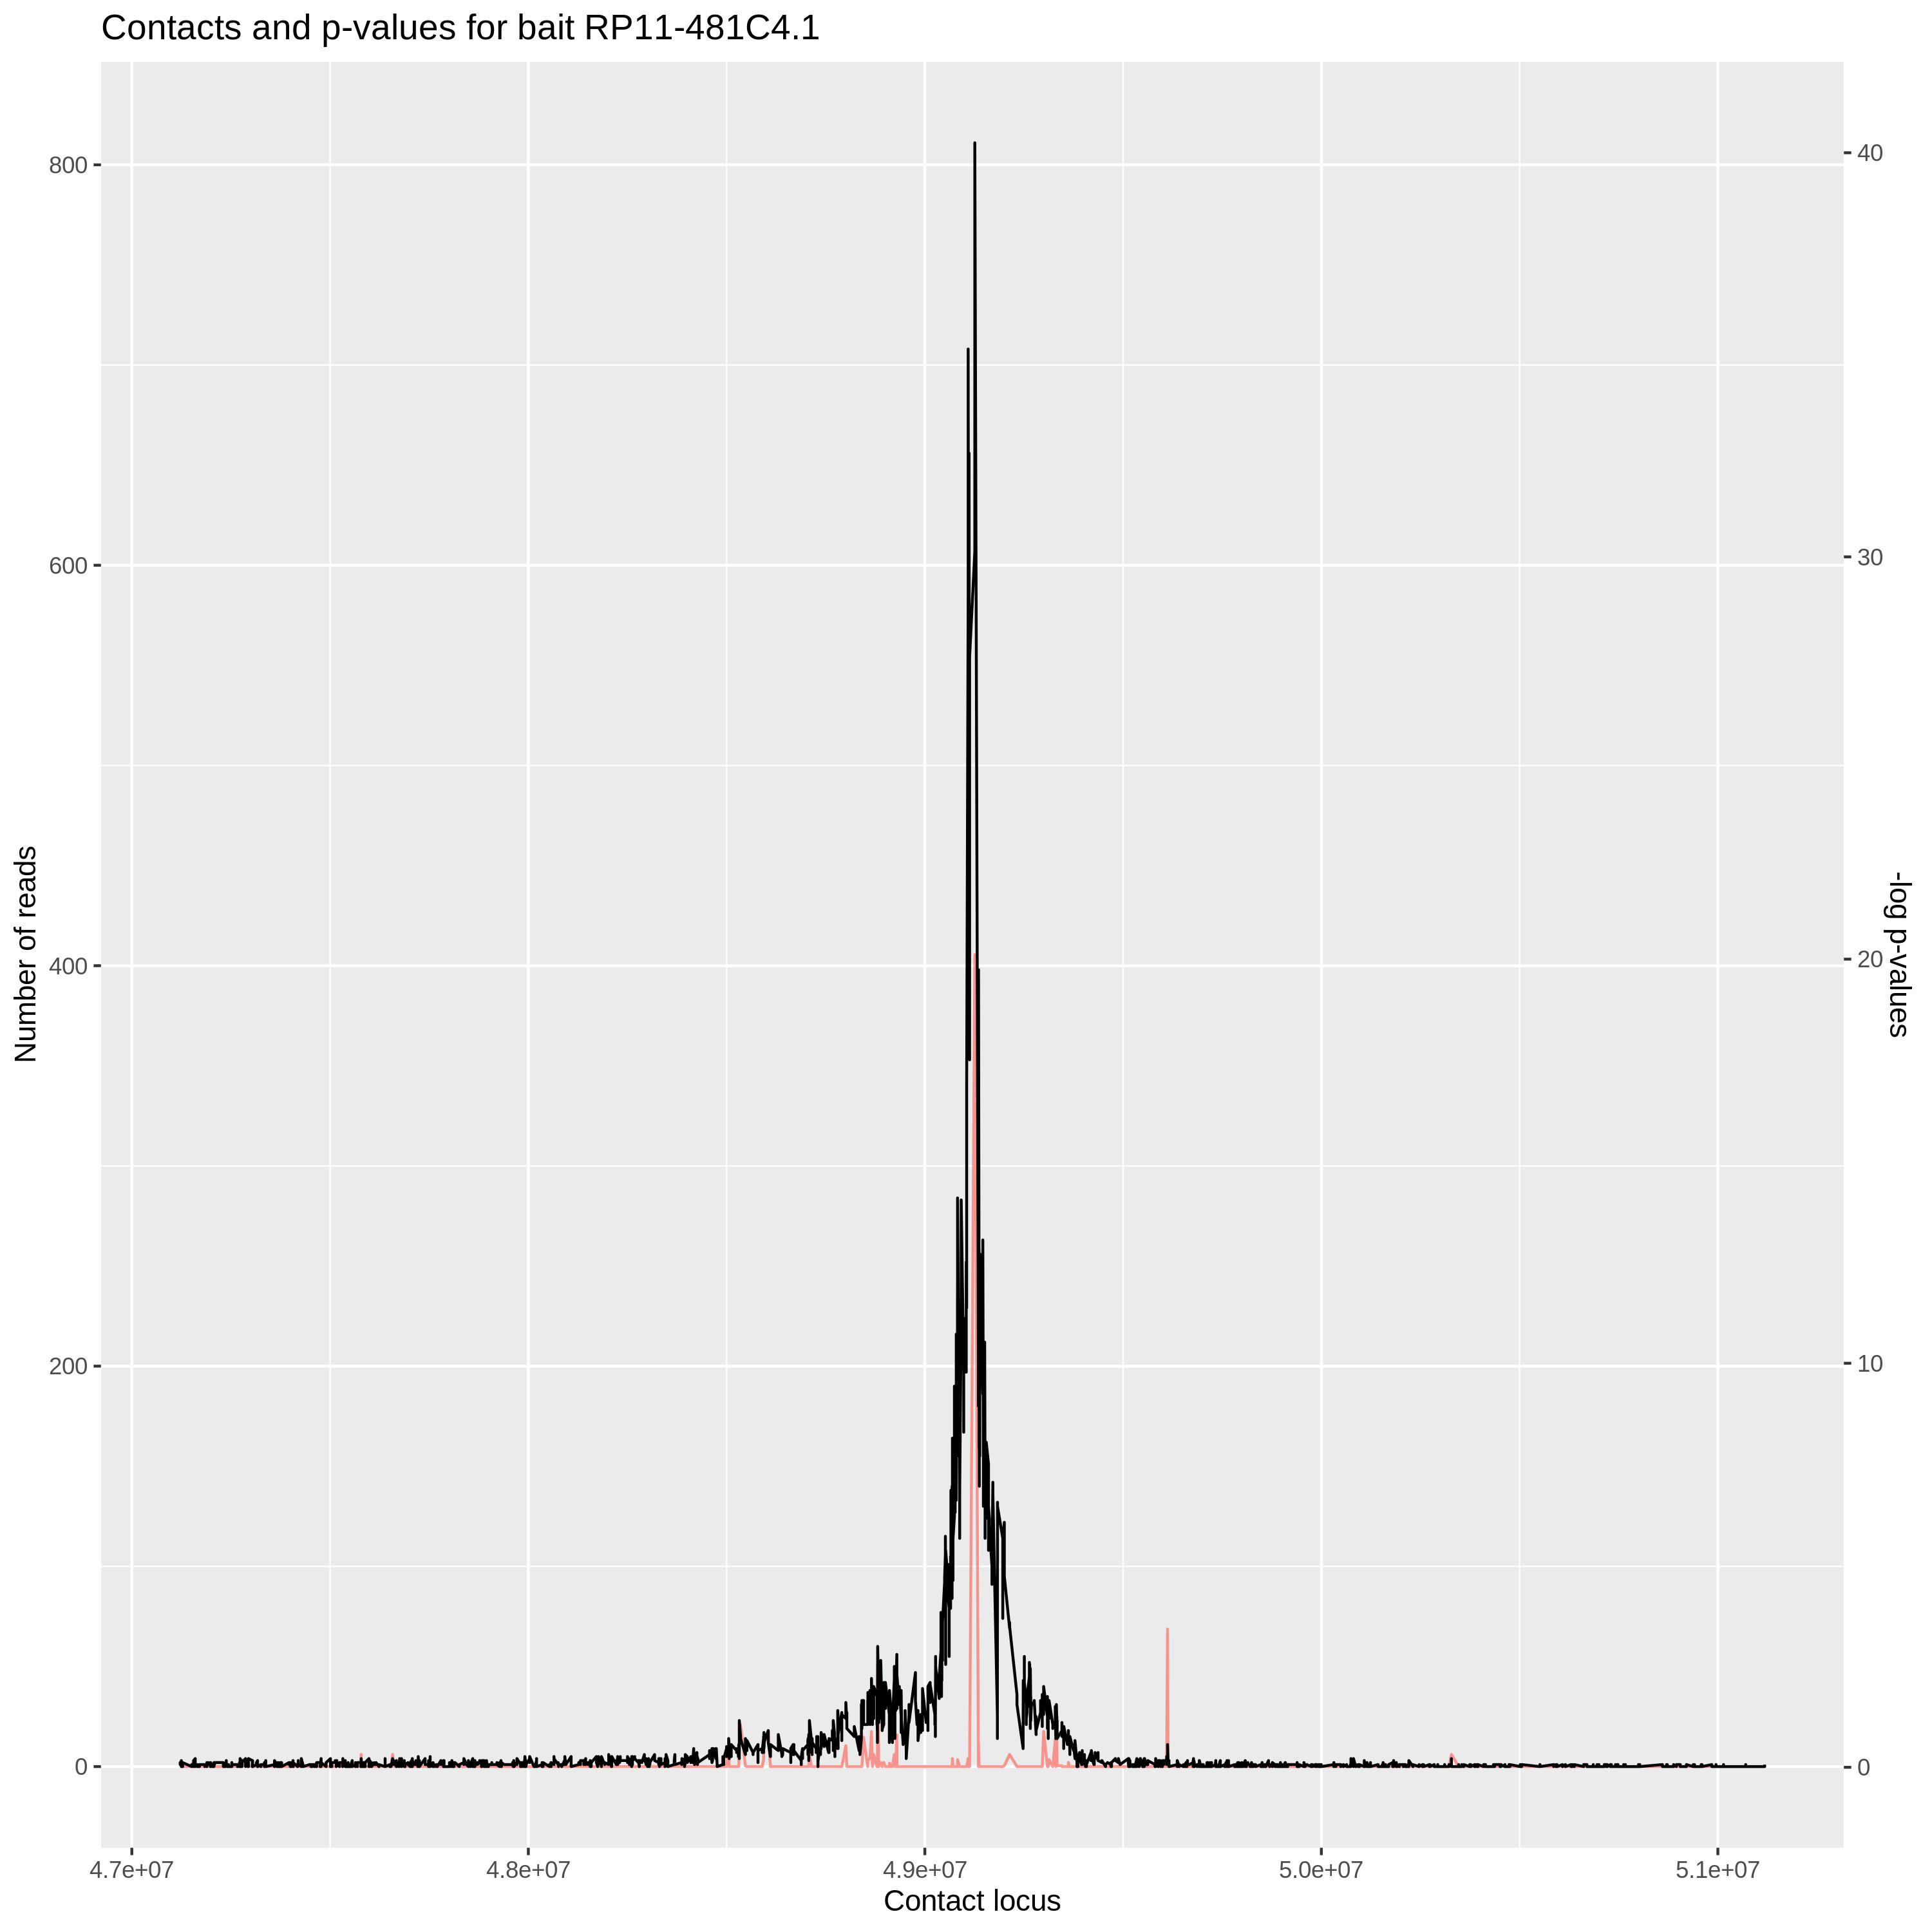 Contacts and p-values for bait RP11-481C4.1
800
600
400
200
0
40
30
20
10
0
Number of reads
-log p-values
4.7e+07
4.8e+07
4.9e+07
5.0e+07
5.1e+07
Contact locus